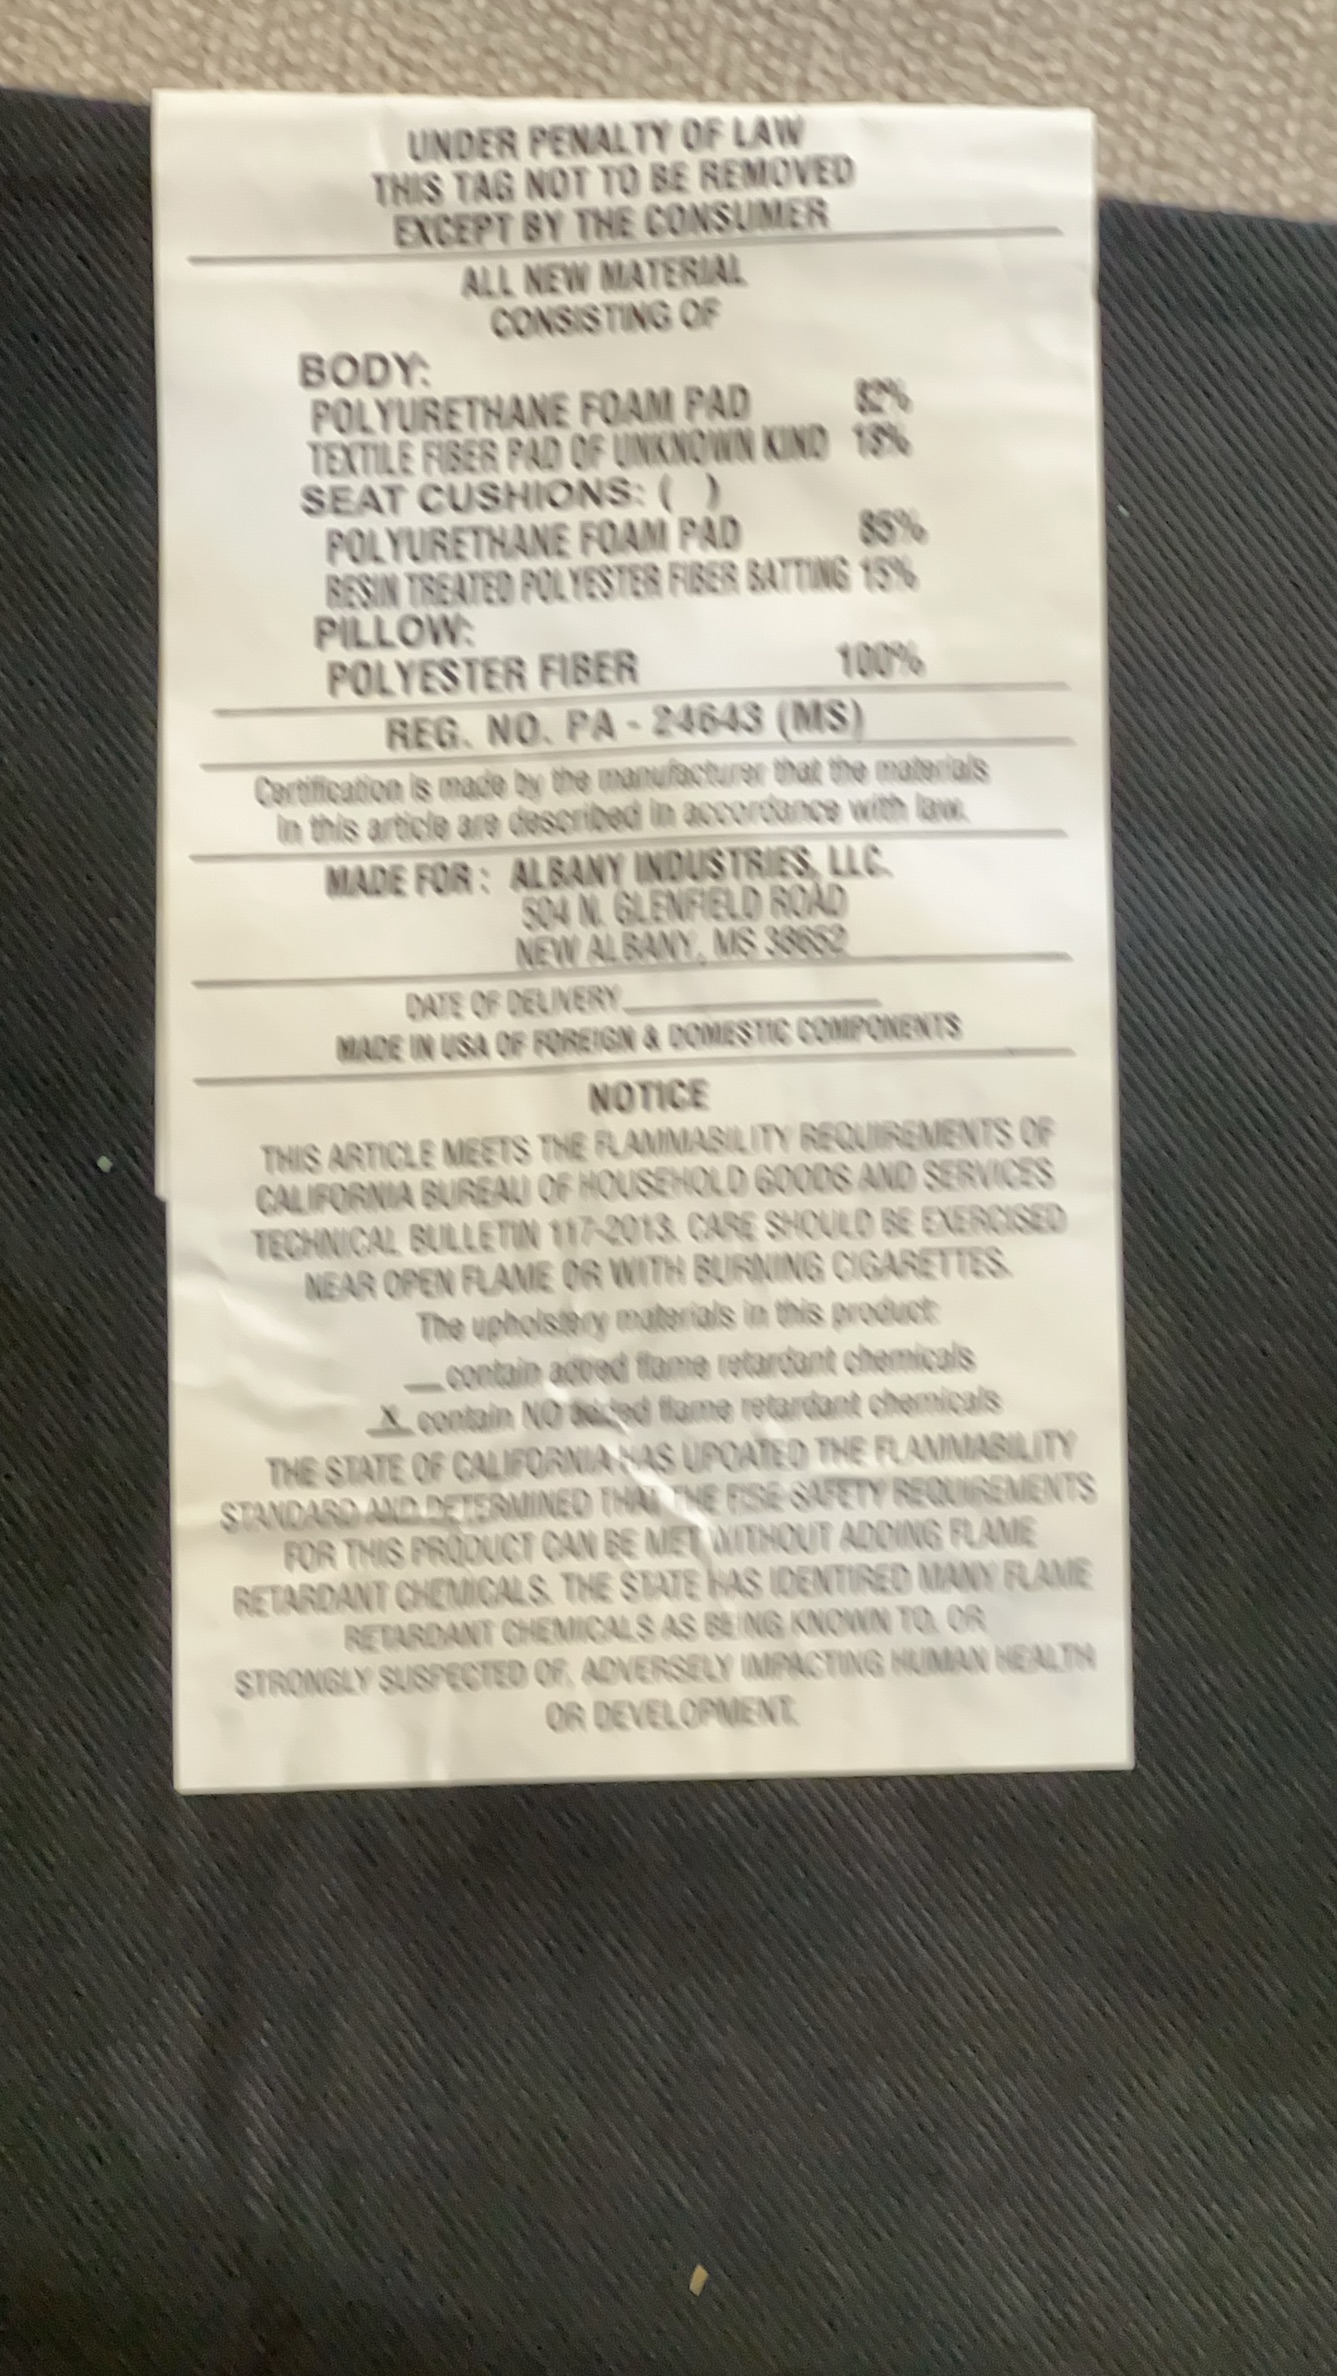 UNDER PENALTY OF LAW
THIS TAG NOT TO BE REMOVED
EXCEPT BY THE CONSUMER
ALL NEW MATERIAL
CONSISTING OF
BODY:
POLYURETHANE FOAM PAD 82%
TEXTILE FIBER PAD OF UNKNOWN KIND 18%
SEAT CUSHIONS: ( )
POLYURETHANE FOAM PAD 85%
RESIN TREATED POLYESTER FIBER BATTING 15%
PILLOW:
POLYESTER FIBER 100%
REG. NO. PA - 24643 (MS)
Certification is made by the manufacturer that the materials
in this article are described in accordance with law.
MADE FOR : ALBANY INDUSTRIES, LLC.
504 N. GLENFIELD ROAD
NEW ALBANY, MS 38652
DATE OF DELIVERY
MADE IN USA OF FOREIGN & DOMESTIC COMPONENTS
NOTICE
THIS ARTICLE MEETS THE FLAMMABILITY REQUIREMENTS OF
CALIFORNIA BUREAU OF HOUSEHOLD GOODS AND SERVICES
TECHNICAL BULLETIN 117-2013. CARE SHOULD BE EXERCISED
NEAR OPEN FLAME OR WITH BURNING CIGARETTES.
The upholstery materials in this product:
__ contain added flame retardant chemicals
X contain NO added flame retardant chemicals
THE STATE OF CALIFORNIA HAS UPDATED THE FLAMMABILITY
STANDARD AND DETERMINED THAT THE FIRE SAFETY REQUIREMENTS
FOR THIS PRODUCT CAN BE MET WITHOUT ADDING FLAME
RETARDANT CHEMICALS. THE STATE HAS IDENTIFIED MANY FLAME
RETARDANT CHEMICALS AS BEING KNOWN TO, OR
STRONGLY SUSPECTED OF, ADVERSELY IMPACTING HUMAN HEALTH
OR DEVELOPMENT.